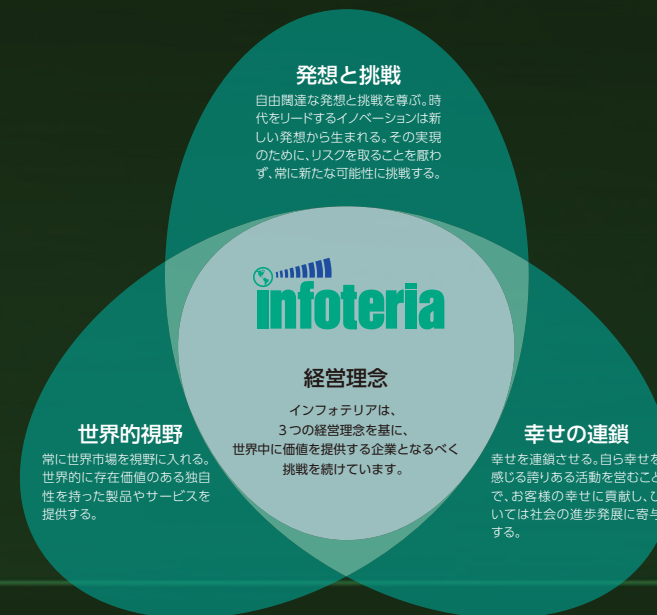 発想と挑戦
自由闊達な発想と挑戦を尊ぶ。時
代をリードするイノベーションは新
しい発想から生まれる。その実現
のために、リスクを取ることを厭わ
ず、常に新たな可能性に挑戦する。
infoteria
経営理念
インフォテリアは、
3つの経営理念を基に、
世界中に価値を提供する企業となるべく
挑戦を続けています。
世界的視野
常に世界市場を視野に入れる。
世界的に存在価値のある独自
性を持った製品やサービスを
提供する。
幸せの連鎖
幸せを連鎖させる。自ら幸せを
感じる誇りある活動を営むこと
で、お客様の幸せに貢献し、ひ
いては社会の進歩発展に寄与
する。